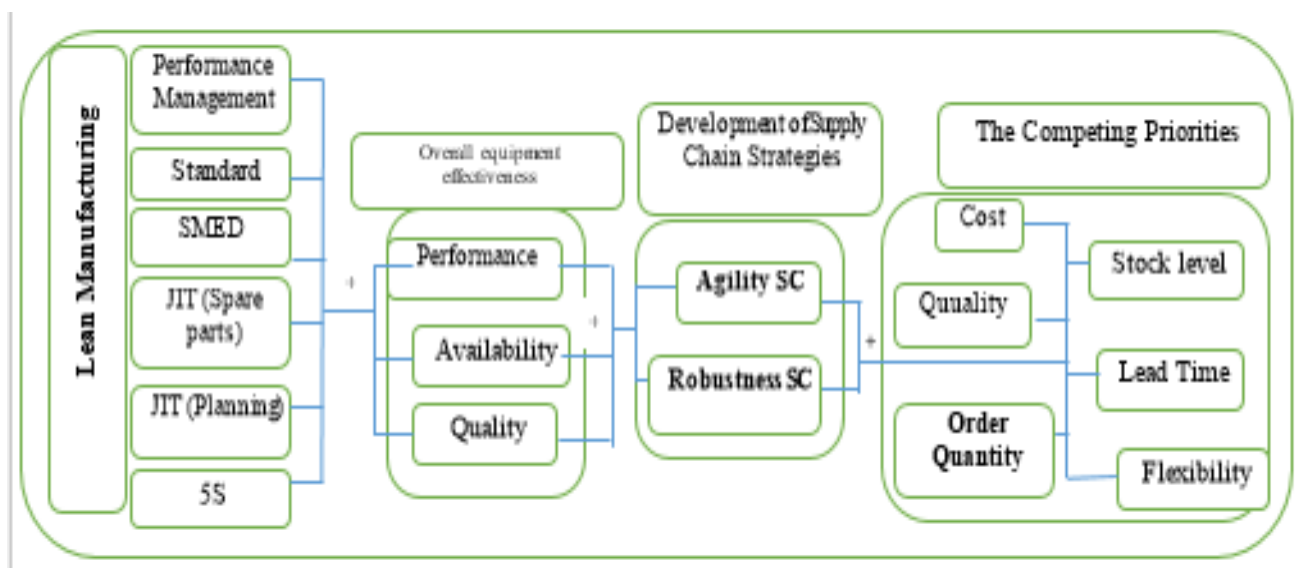 Lean Manufacturing
Performance
Management
Standard
SMED
JIT (Spare
parts)
JIT (Planning)
5S
+
Overall equipment
effectiveness
Performance
Availability
Quality
+
Development of Supply
Chain Strategies
Agility SC
Robustness SC
+
The Competing Priorities
Cost
Stock level
Quuality
Lead Time
Order
Quantity
Flexibility